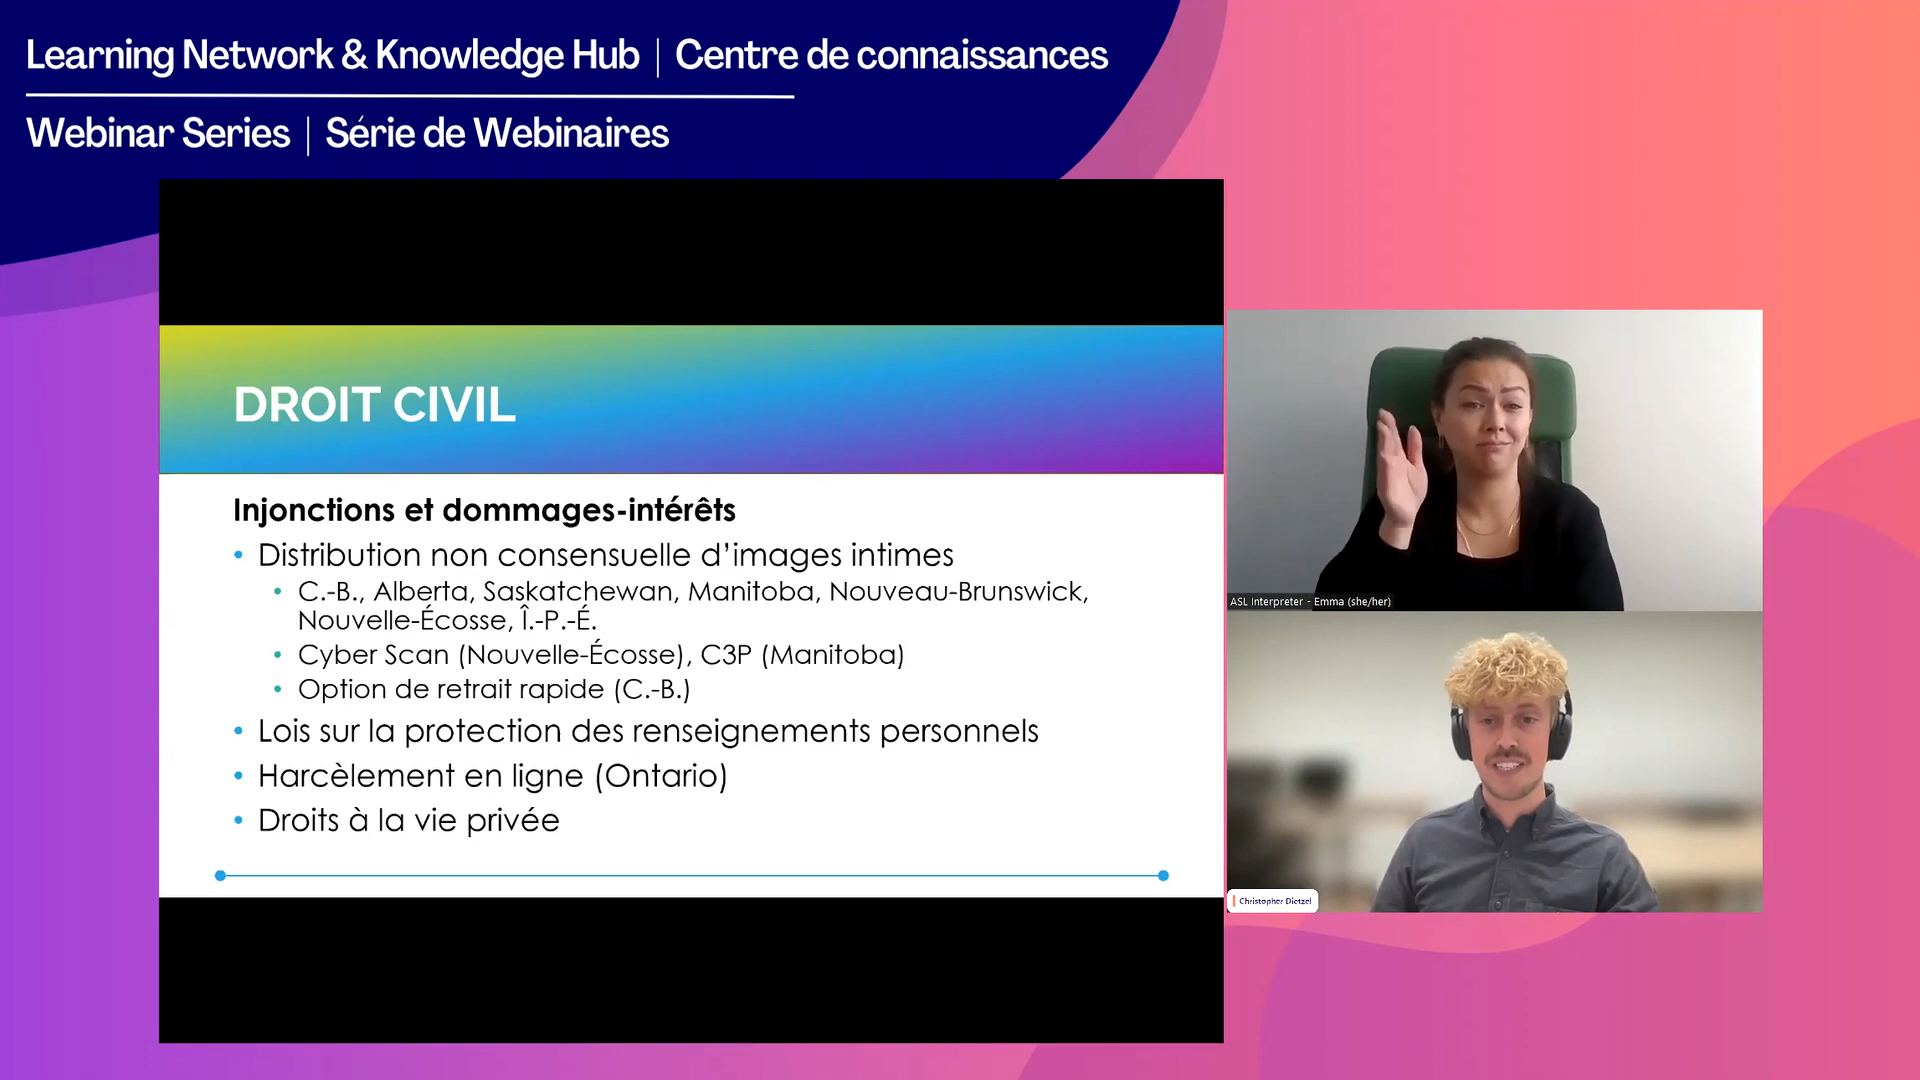 Learning Network & Knowledge Hub | Centre de connaissances
Webinar Series | Série de Webinaires
DROIT CIVIL
Injonctions et dommages-intérêts
• Distribution non consensuelle d’images intimes
• C.-B., Alberta, Saskatchewan, Manitoba, Nouveau-Brunswick,
Nouvelle-Écosse, Î.-P.-É.
• Cyber Scan (Nouvelle-Écosse), C3P (Manitoba)
• Option de retrait rapide (C.-B.)
• Lois sur la protection des renseignements personnels
• Harcèlement en ligne (Ontario)
• Droits à la vie privée
ASL Interpreter - Emma (she/her)
Christopher Dietzel